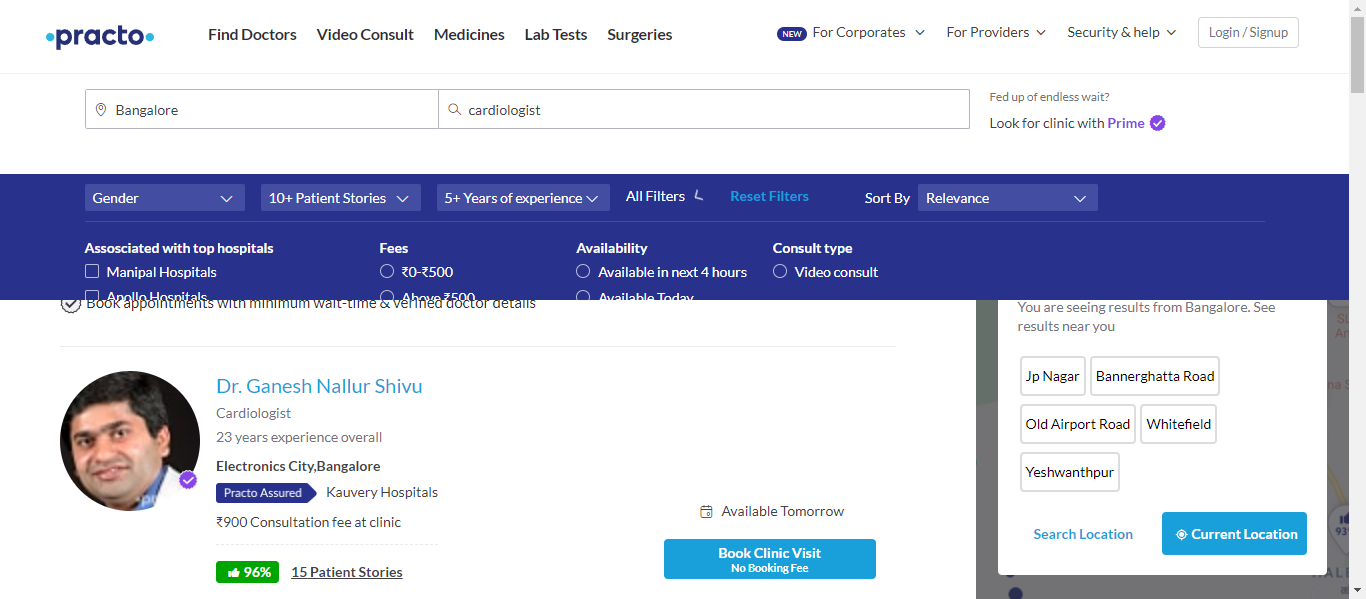 practo
Find Doctors Video Consult Medicines Lab Tests Surgeries
NEW For Corporates For Providers Security & help Login / Signup
Bangalore cardiologist
Fed up of endless wait?
Look for clinic with Prime
Gender 10+ Patient Stories 5+ Years of experience All Filters Reset Filters Sort By Relevance
Assosciated with top hospitals Fees Availability Consult type
Manipal Hospitals ₹0-₹500 Available in next 4 hours Video consult
Apollo Hospitals Above ₹500 Available Today
Book appointments with minimum wait-time & verified doctor details
You are seeing results from Bangalore. See
results near you
Jp Nagar Bannerghatta Road
Old Airport Road Whitefield
Yeshwanthpur
Search Location Current Location
Dr. Ganesh Nallur Shivu
Cardiologist
23 years experience overall
Electronics City,Bangalore
Practo Assured Kauvery Hospitals
₹900 Consultation fee at clinic
96% 15 Patient Stories
Available Tomorrow
Book Clinic Visit
No Booking Fee